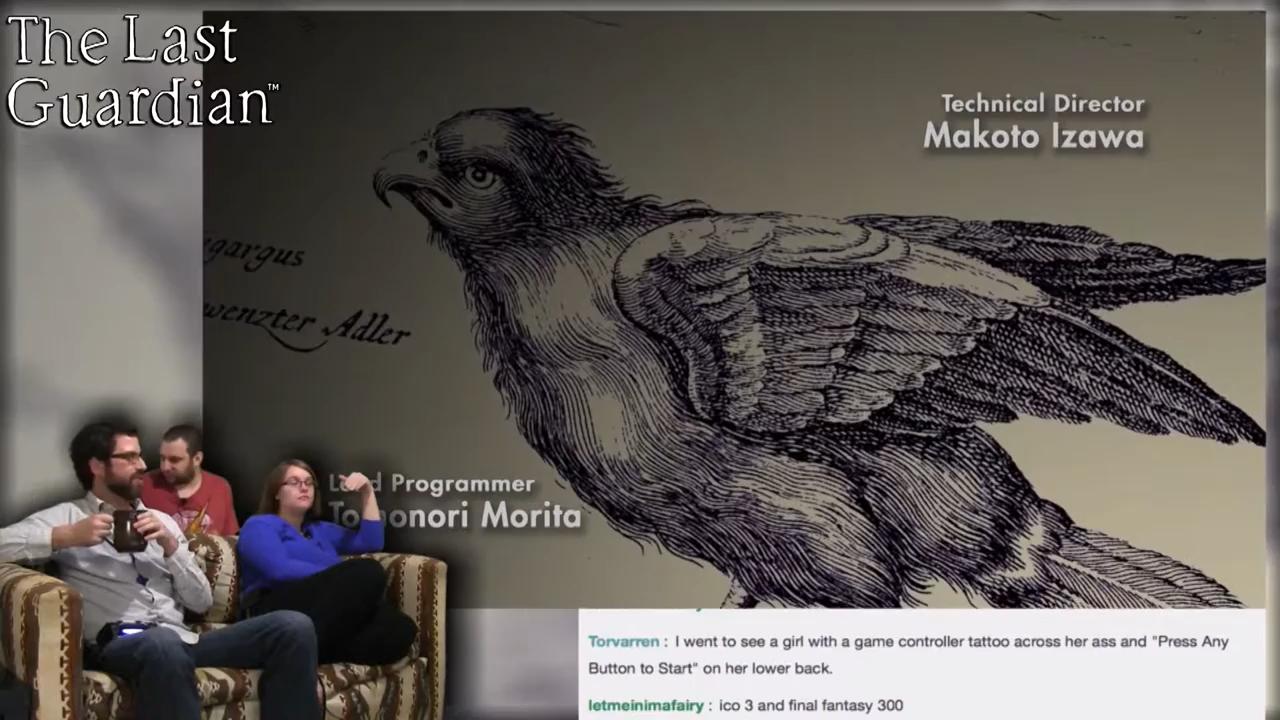 The Last
Guardian™
Technical Director
Makoto Izawa
Adler
Programmer
Morita
Torvarren : I went to see a girl with a game controller tattoo across her ass and "Press Any
Button to Start" on her lower back.
letmeinimafairy : ico 3 and final fantasy 300